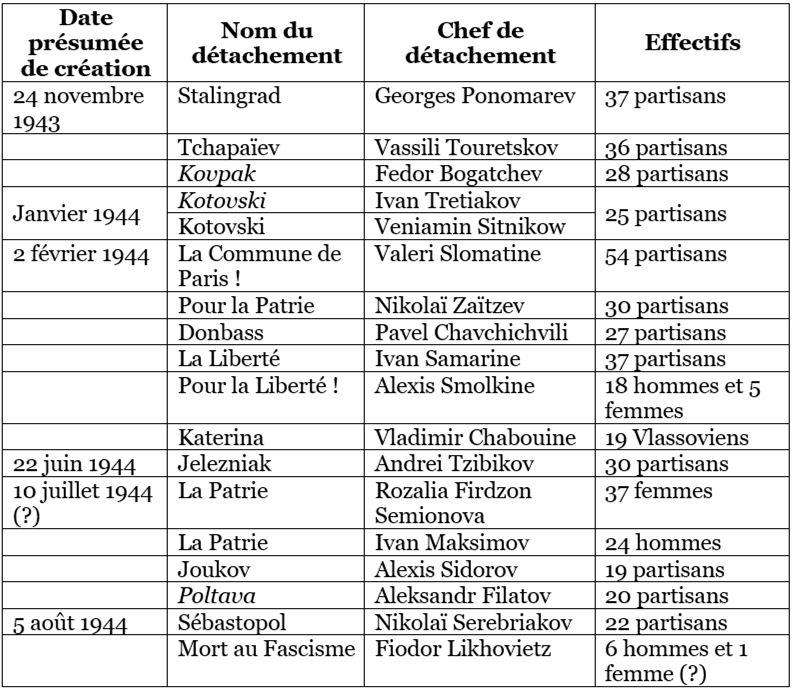 Date présumée de création Nom du détachement Chef de détachement Effectifs
24 novembre 1943 Stalingrad Georges Ponomarev 37 partisans
Tchapaïev Vassili Touretskov 36 partisans
Kovpak Fedor Bogatchev 28 partisans
Janvier 1944 Kotovski Ivan Tretiakov 25 partisans
Kotovski Veniamin Sitnikow
2 février 1944 La Commune de Paris ! Valeri Slomatine 54 partisans
Pour la Patrie Nikolaï Zaïtzev 30 partisans
Donbass Pavel Chavchichvili 27 partisans
La Liberté Ivan Samarine 37 partisans
Pour la Liberté ! Alexis Smolkine 18 hommes et 5 femmes
Katerina Vladimir Chabouine 19 Vlassoviens
22 juin 1944 Jelezniak Andrei Tzibikov 30 partisans
10 juillet 1944 (?) La Patrie Rozalia Firdzon Semionova 37 femmes
La Patrie Ivan Maksimov 24 hommes
Joukov Alexis Sidorov 19 partisans
Poltava Aleksandr Filatov 20 partisans
5 août 1944 Sébastopol Nikolaï Serebriakov 22 partisans
Mort au Fascisme Fiodor Likhovietz 6 hommes et 1 femme (?)